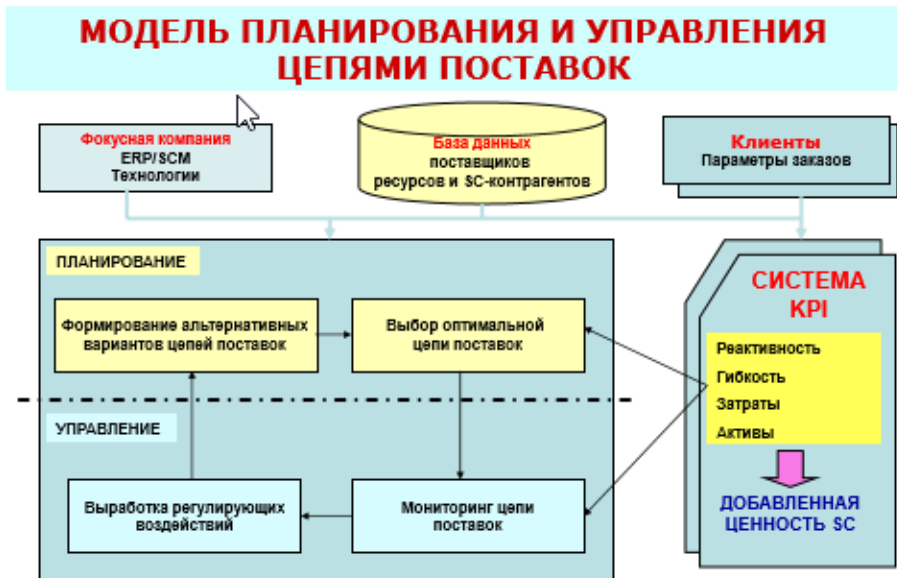 МОДЕЛЬ ПЛАНИРОВАНИЯ И УПРАВЛЕНИЯ
ЦЕПЯМИ ПОСТАВОК
Фокусная компания
ERP/SCM
Технологии
База данных
поставщиков
ресурсов и SC-контрагентов
Клиенты
Параметры заказов
ПЛАНИРОВАНИЕ
Формирование альтернативных
вариантов цепей поставок
Выбор оптимальной
цепи поставок
УПРАВЛЕНИЕ
Выработка регулирующих
воздействий
Мониторинг цепи
поставок
СИСТЕМА
KPI
Реактивность
Гибкость
Затраты
Активы
ДОБАВЛЕННАЯ
ЦЕННОСТЬ SC